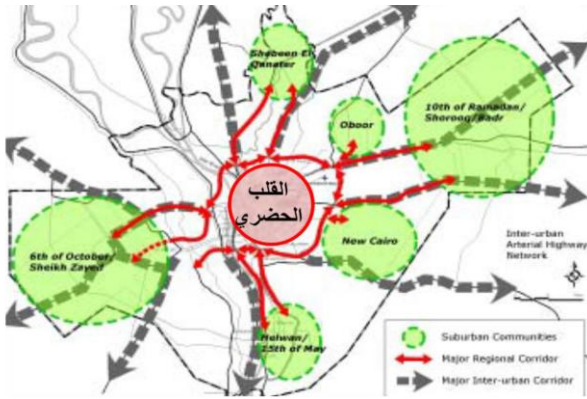 Shebeen El
Qanater
Oboor
10th of Ramadan/
Shoroog/Badr
القلب
الحضري
6th of October/
Sheikh Zayed
New Cairo
Helwan/
15th of May
Inter-urban
Arterial Highway
Network
Suburban Communities
Major Regional Corridor
Major Inter-urban Corridor